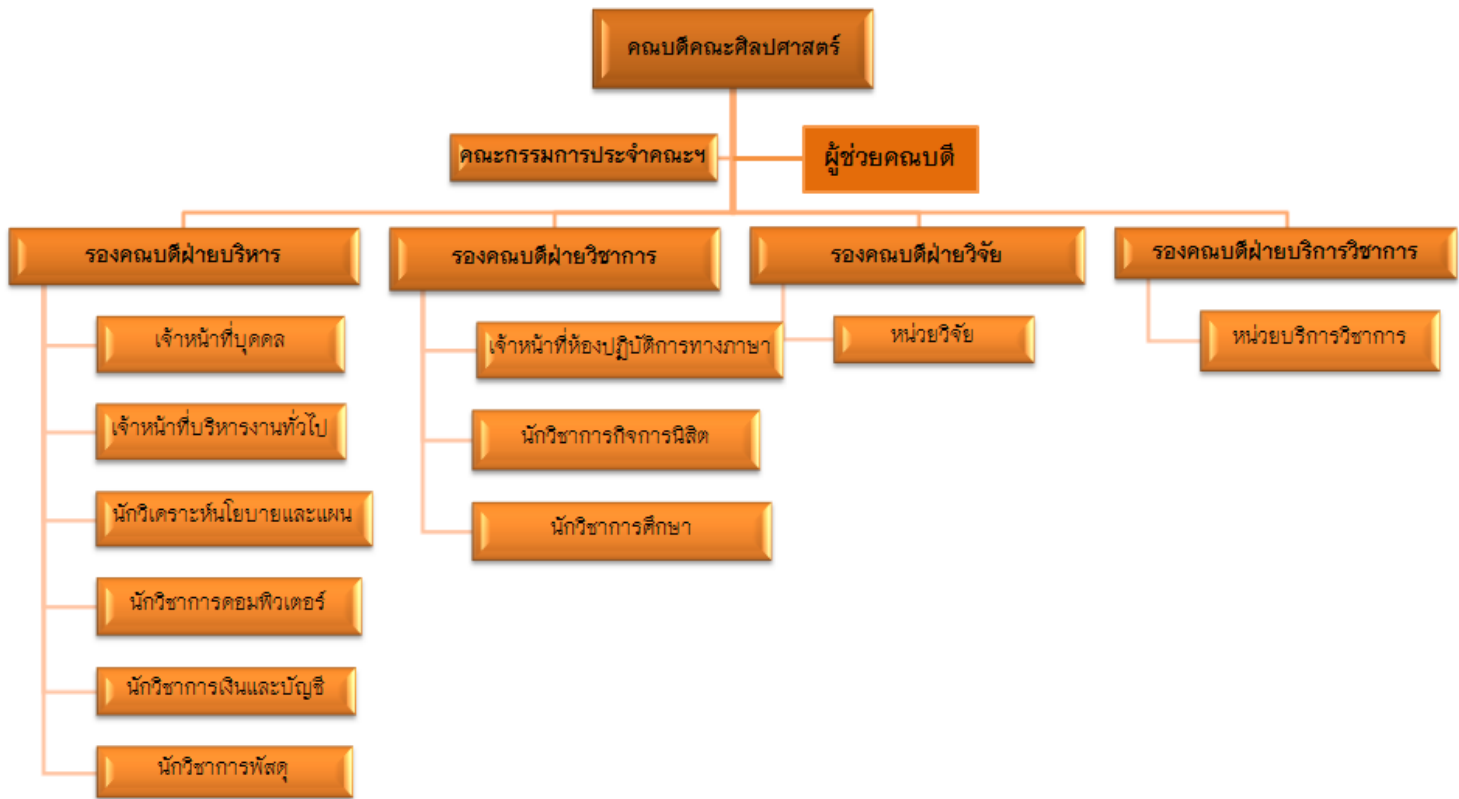 คณบดีคณะศิลปศาสตร์
คณะกรรมการประจำคณะฯ
ผู้ช่วยคณบดี
รองคณบดีฝ่ายบริหาร
รองคณบดีฝ่ายวิชาการ
รองคณบดีฝ่ายวิจัย
รองคณบดีฝ่ายบริการวิชาการ
เจ้าหน้าที่บุคคล
เจ้าหน้าที่บริหารงานทั่วไป
นักวิเคราะห์นโยบายและแผน
นักวิชาการคอมพิวเตอร์
นักวิชาการเงินและบัญชี
นักวิชาการพัสดุ
เจ้าหน้าที่ห้องปฏิบัติการทางภาษา
นักวิชาการกิจการนิสิต
นักวิชาการศึกษา
หน่วยวิจัย
หน่วยบริการวิชาการ